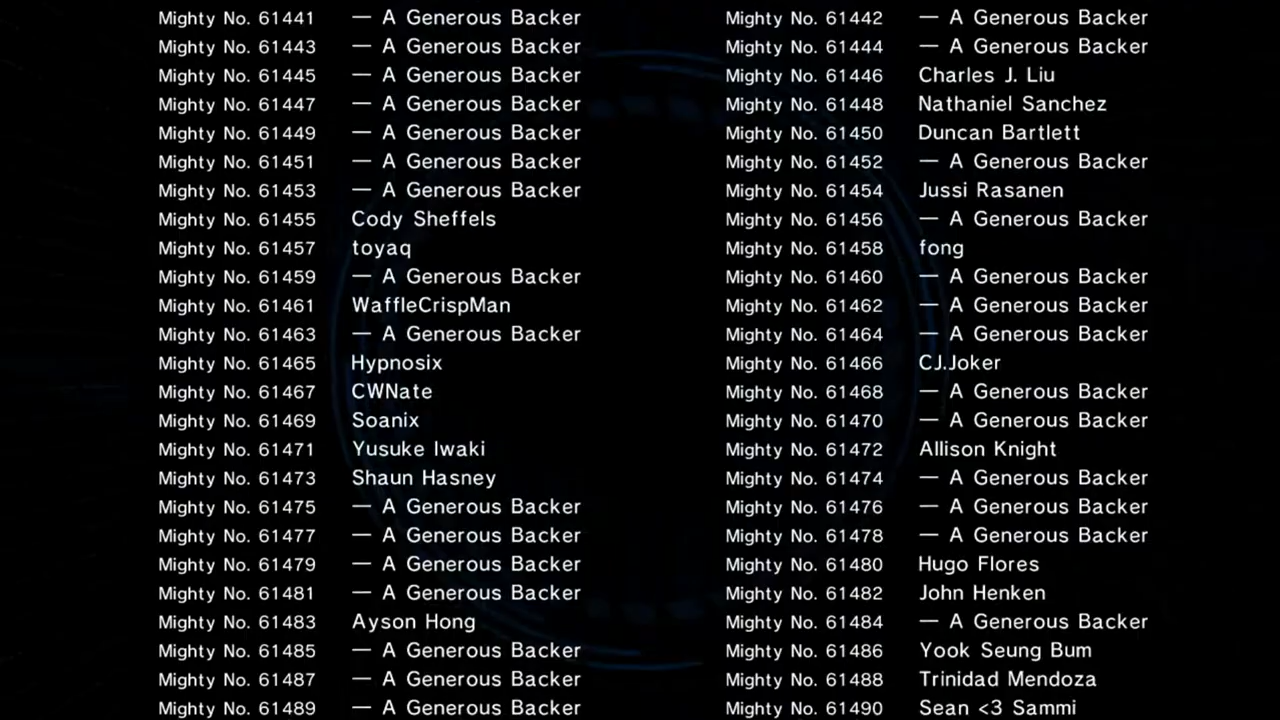 Mighty No. 61441 — A Generous Backer Mighty No. 61442 — A Generous Backer
Mighty No. 61443 — A Generous Backer Mighty No. 61444 — A Generous Backer
Mighty No. 61445 — A Generous Backer Mighty No. 61446 Charles J. Liu
Mighty No. 61447 — A Generous Backer Mighty No. 61448 Nathaniel Sanchez
Mighty No. 61449 — A Generous Backer Mighty No. 61450 Duncan Bartlett
Mighty No. 61451 — A Generous Backer Mighty No. 61452 — A Generous Backer
Mighty No. 61453 — A Generous Backer Mighty No. 61454 Jussi Rasanen
Mighty No. 61455 Cody Sheffels Mighty No. 61456 — A Generous Backer
Mighty No. 61457 toyaq Mighty No. 61458 fong
Mighty No. 61459 — A Generous Backer Mighty No. 61460 — A Generous Backer
Mighty No. 61461 WaffleCrispMan Mighty No. 61462 — A Generous Backer
Mighty No. 61463 — A Generous Backer Mighty No. 61464 — A Generous Backer
Mighty No. 61465 Hypnosix Mighty No. 61466 CJ.Joker
Mighty No. 61467 CWNate Mighty No. 61468 — A Generous Backer
Mighty No. 61469 Soanix Mighty No. 61470 — A Generous Backer
Mighty No. 61471 Yusuke Iwaki Mighty No. 61472 Allison Knight
Mighty No. 61473 Shaun Hasney Mighty No. 61474 — A Generous Backer
Mighty No. 61475 — A Generous Backer Mighty No. 61476 — A Generous Backer
Mighty No. 61477 — A Generous Backer Mighty No. 61478 — A Generous Backer
Mighty No. 61479 — A Generous Backer Mighty No. 61480 Hugo Flores
Mighty No. 61481 — A Generous Backer Mighty No. 61482 John Henken
Mighty No. 61483 Ayson Hong Mighty No. 61484 — A Generous Backer
Mighty No. 61485 — A Generous Backer Mighty No. 61486 Yook Seung Bum
Mighty No. 61487 — A Generous Backer Mighty No. 61488 Trinidad Mendoza
Mighty No. 61489 — A Generous Backer Mighty No. 61490 Sean <3 Sammi